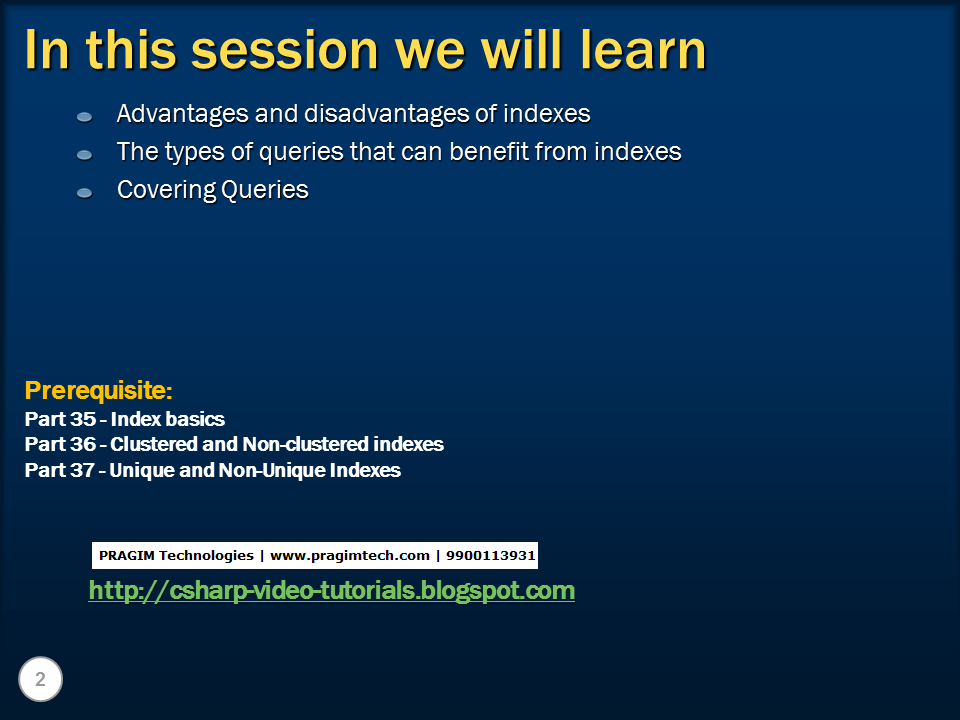 In this session we will learn
Advantages and disadvantages of indexes
The types of queries that can benefit from indexes
Covering Queries
Prerequisite:
Part 35 - Index basics
Part 36 - Clustered and Non-clustered indexes
Part 37 - Unique and Non-Unique Indexes
PRAGIM Technologies | www.pragimtech.com | 9900113931
http://csharp-video-tutorials.blogspot.com
2